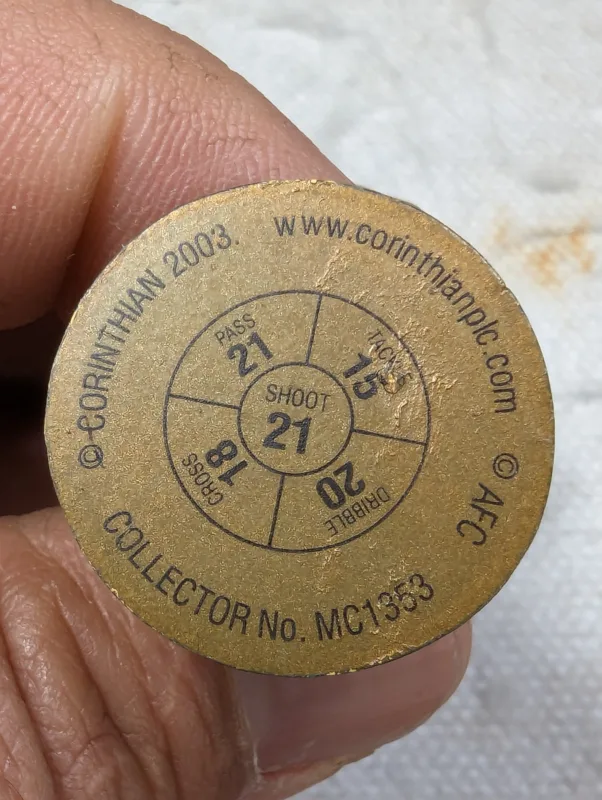 © CORINTHIAN 2003. www.corinthianplc.com © AFC
PASS
21
TACKLE
15
SHOOT
21
CROSS
18
DRIBBLE
20
COLLECTOR No. MC1353